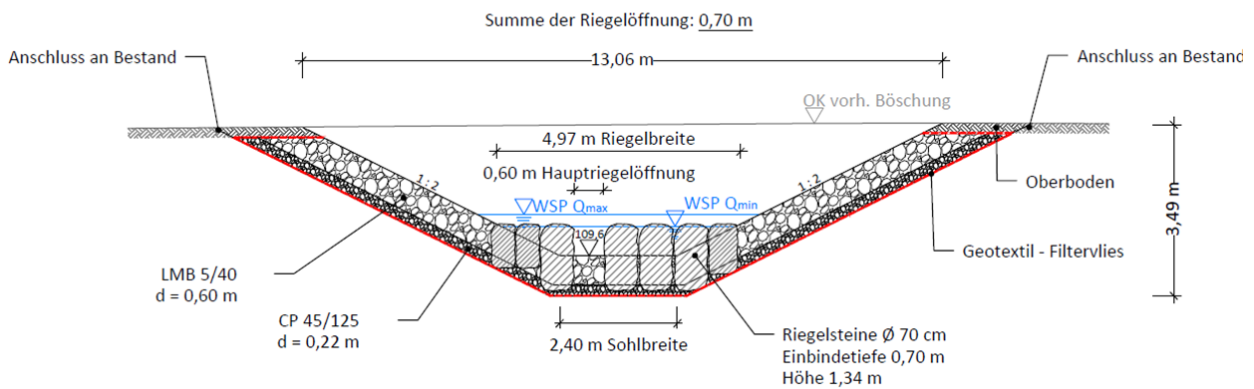 Summe der Riegelöffnung: 0,70 m
Anschluss an Bestand
Anschluss an Bestand
13,06 m
OK vorh. Böschung
4,97 m Riegelbreite
0,60 m Hauptriegelöffnung
1:2
1:2
Oberboden
3,49 m
WSP Qmax
WSP Qmin
109,6
Geotextil - Filtervlies
LMB 5/40
d = 0,60 m
CP 45/125
d = 0,22 m
2,40 m Sohlbreite
Riegelsteine Ø 70 cm
Einbindetiefe 0,70 m
Höhe 1,34 m